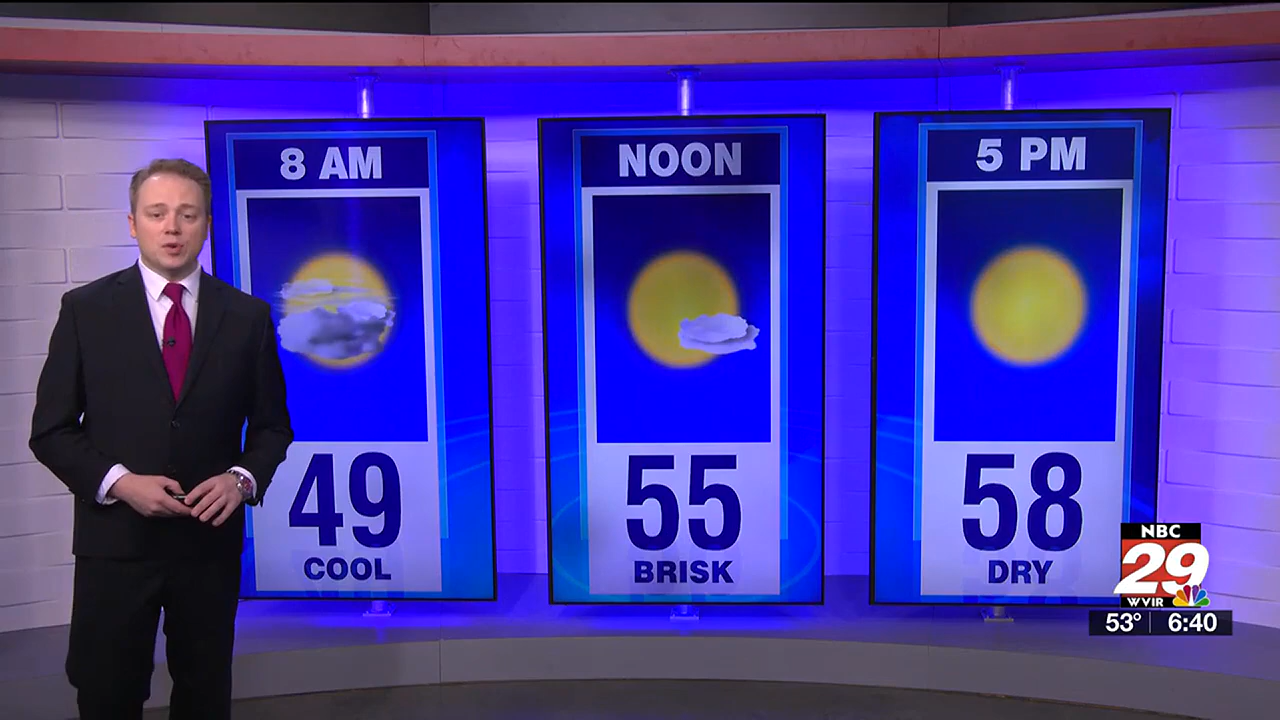 8 AM
49
COOL
NOON
55
BRISK
5 PM
58
DRY
NBC
29
WVIR
53° 6:40